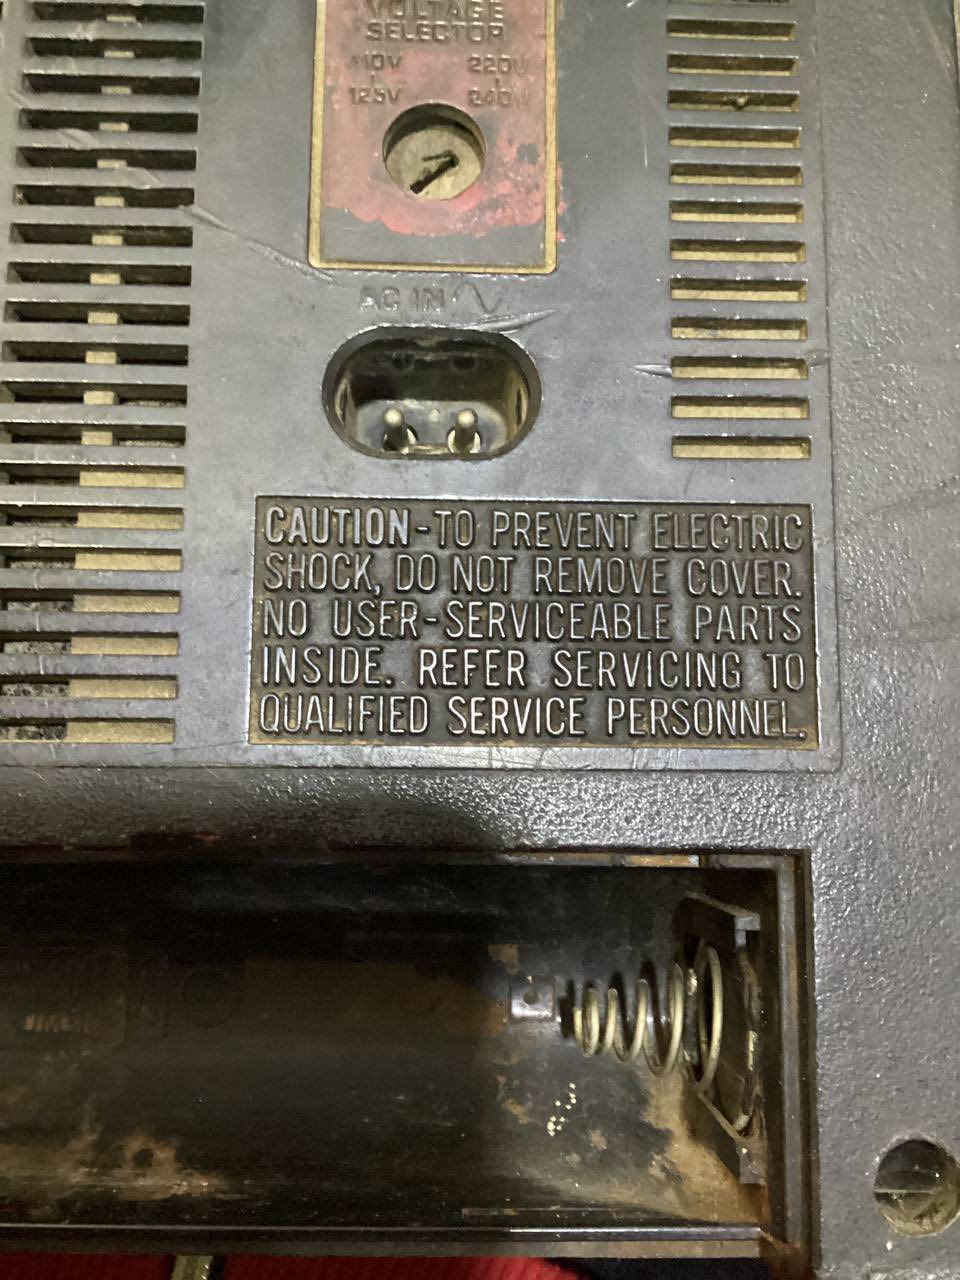 VOLTAGE
SELECTOR
110V 220V
125V 240V
AC IN
CAUTION-TO PREVENT ELECTRIC
SHOCK, DO NOT REMOVE COVER.
NO USER-SERVICEABLE PARTS
INSIDE. REFER SERVICING TO
QUALIFIED SERVICE PERSONNEL.